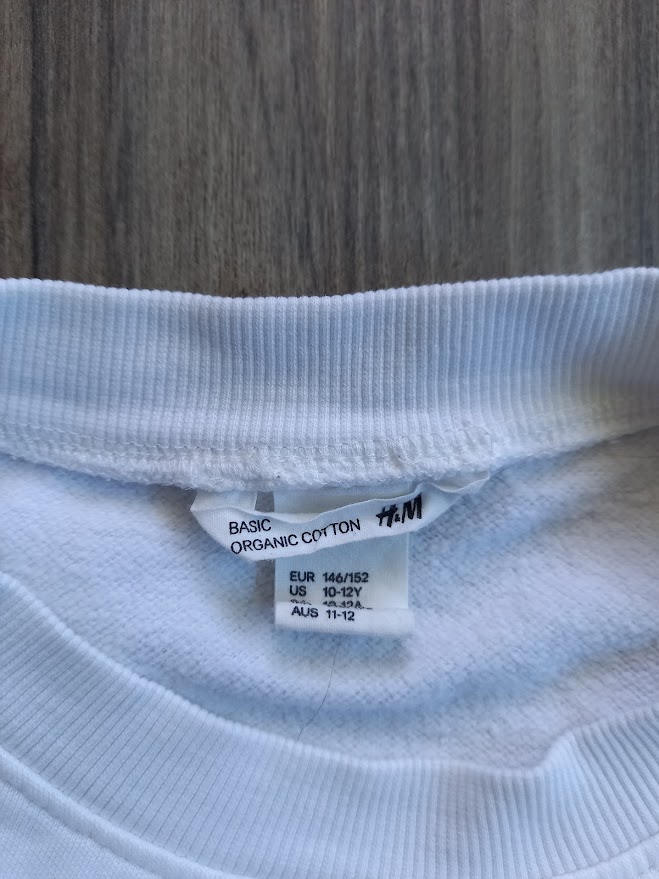 BASIC
ORGANIC COTTON
H&M
EUR 146/152
US 10-12Y
AUS 11-12